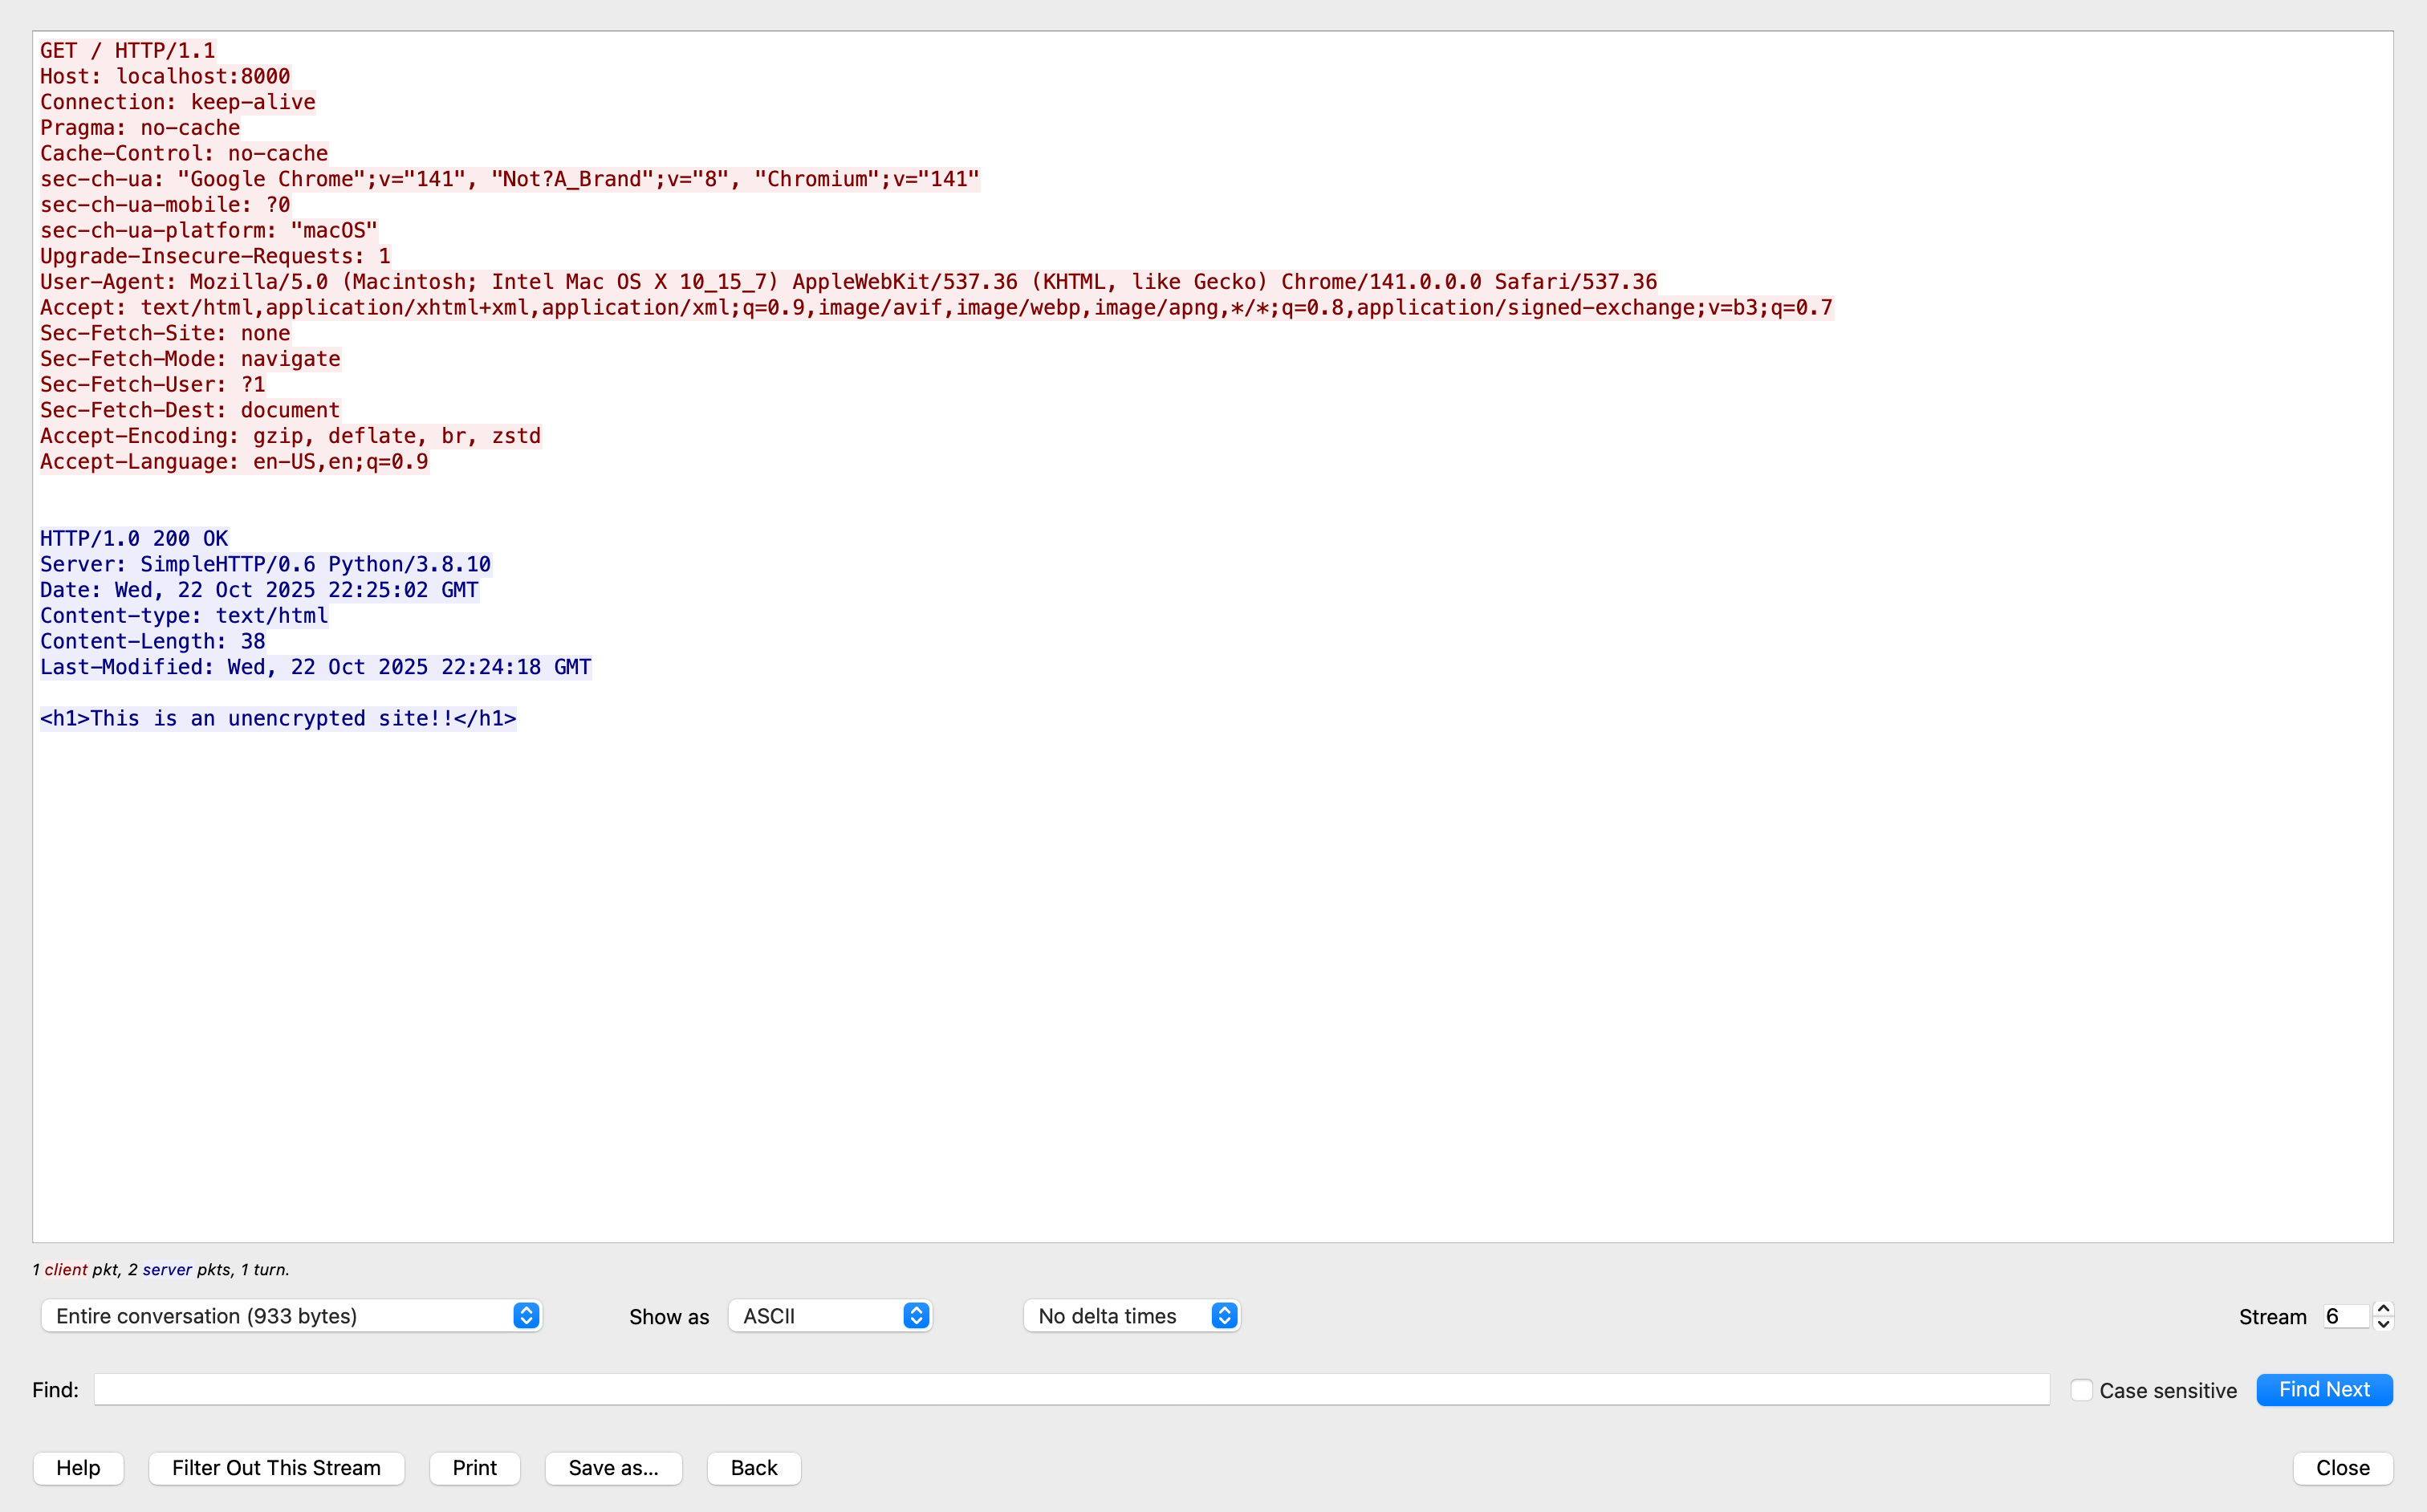 GET / HTTP/1.1
Host: localhost:8000
Connection: keep-alive
Pragma: no-cache
Cache-Control: no-cache
sec-ch-ua: "Google Chrome";v="141", "Not?A_Brand";v="8", "Chromium";v="141"
sec-ch-ua-mobile: ?0
sec-ch-ua-platform: "macOS"
Upgrade-Insecure-Requests: 1
User-Agent: Mozilla/5.0 (Macintosh; Intel Mac OS X 10_15_7) AppleWebKit/537.36 (KHTML, like Gecko) Chrome/141.0.0.0 Safari/537.36
Accept: text/html,application/xhtml+xml,application/xml;q=0.9,image/avif,image/webp,image/apng,*/*;q=0.8,application/signed-exchange;v=b3;q=0.7
Sec-Fetch-Site: none
Sec-Fetch-Mode: navigate
Sec-Fetch-User: ?1
Sec-Fetch-Dest: document
Accept-Encoding: gzip, deflate, br, zstd
Accept-Language: en-US,en;q=0.9
HTTP/1.0 200 OK
Server: SimpleHTTP/0.6 Python/3.8.10
Date: Wed, 22 Oct 2025 22:25:02 GMT
Content-type: text/html
Content-Length: 38
Last-Modified: Wed, 22 Oct 2025 22:24:18 GMT
<h1>This is an unencrypted site!!</h1>
1 client pkt, 2 server pkts, 1 turn.
Entire conversation (933 bytes) Show as ASCII No delta times Stream 6
Find: Case sensitive Find Next
Help Filter Out This Stream Print Save as… Back Close